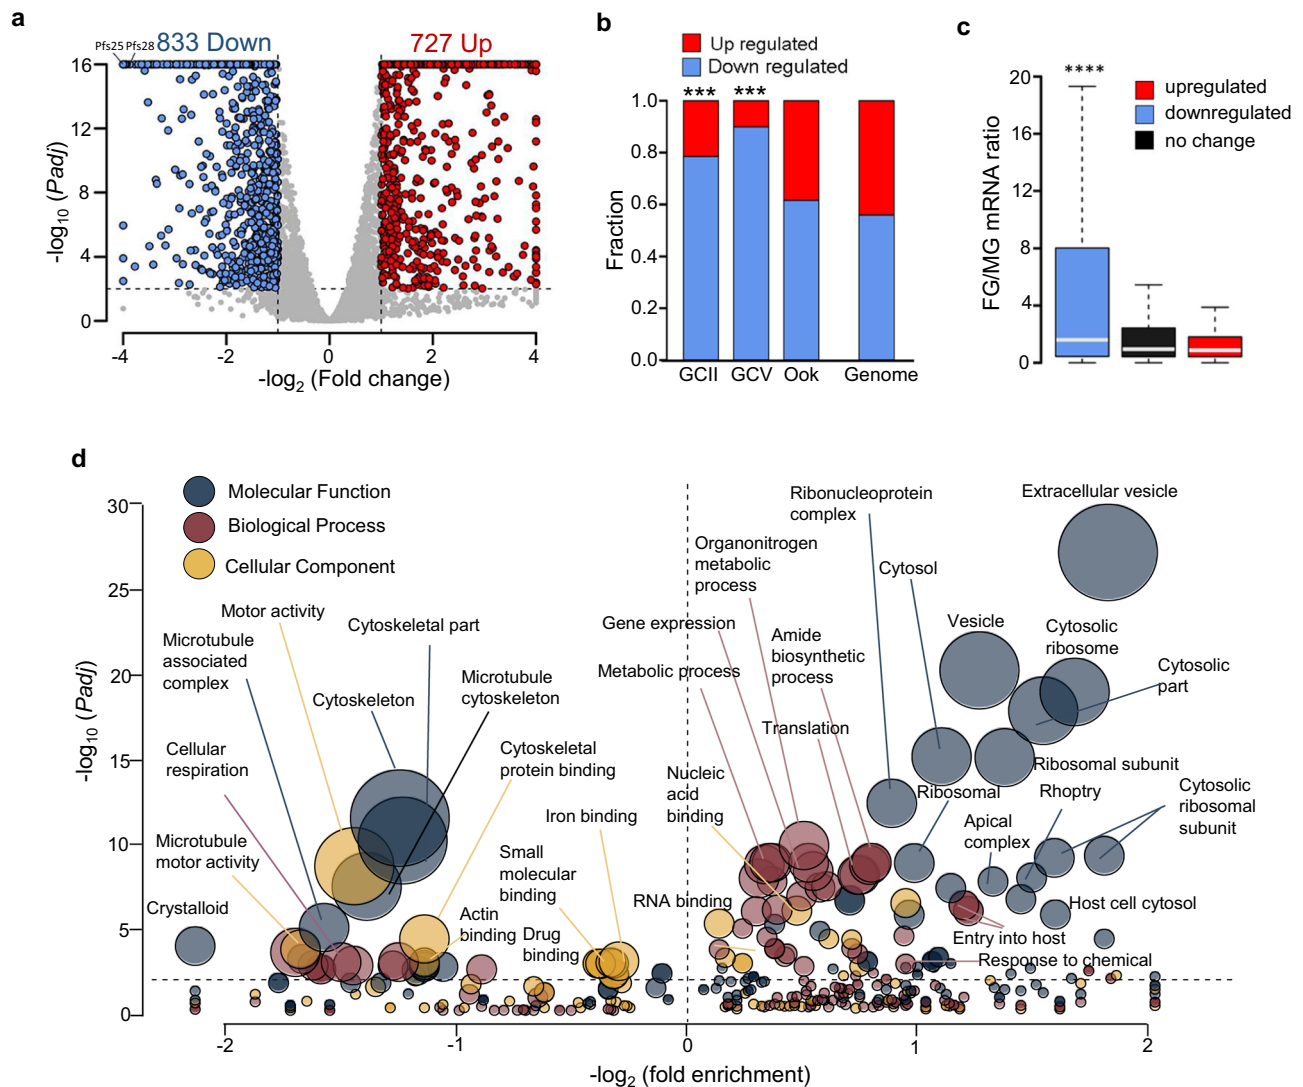 a
Pfs25 Pfs28
833 Down
727 Up
16
12
8
4
0
-log10 (Padj)
-4
-2
0
2
4
-log2 (Fold change)
b
Up regulated
Down regulated
***
***
1.0
0.8
0.6
0.4
0.2
0.0
Fraction
GCII
GCV
Ook
Genome
c
****
20
16
12
8
4
0
FG/MG mRNA ratio
upregulated
downregulated
no change
d
Molecular Function
Biological Process
Cellular Component
30
25
20
15
10
5
0
-log10 (Padj)
Motor activity
Microtubule
associated
complex
Cytoskeletal part
Cytoskeleton
Microtubule
cytoskeleton
Cellular
respiration
Cytoskeletal
protein binding
Microtubule
motor activity
Iron binding
Small
molecular
binding
Crystalloid
Actin
binding
Drug
binding
Ribonucleoprotein
complex
Extracellular vesicle
Organonitrogen
metabolic
process
Cytosol
Gene expression
Amide
biosynthetic
process
Vesicle
Cytosolic
ribosome
Metabolic process
Cytosolic
part
Translation
Nucleic
acid
binding
Ribosomal subunit
Ribosomal
Rhoptry
Cytosolic
ribosomal
subunit
Apical
complex
RNA binding
Host cell cytosol
Entry into host
Response to chemical
-2
-1
0
1
2
-log2 (fold enrichment)